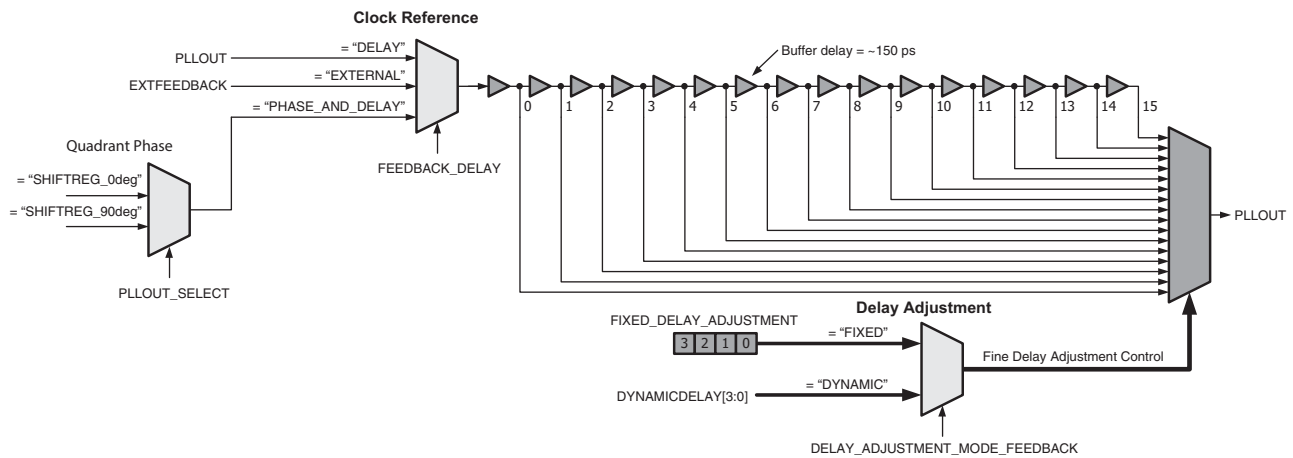 Clock Reference
PLLOUT
= “DELAY”
EXTFEEDBACK
= “EXTERNAL”
= “PHASE_AND_DELAY”
FEEDBACK_DELAY
Buffer delay = ~150 ps
0 1 2 3 4 5 6 7 8 9 10 11 12 13 14 15
Quadrant Phase
= “SHIFTREG_0deg”
= “SHIFTREG_90deg”
PLLOUT_SELECT
PLLOUT
Delay Adjustment
FIXED_DELAY_ADJUSTMENT
3 2 1 0
= “FIXED”
Fine Delay Adjustment Control
DYNAMICDELAY[3:0]
= “DYNAMIC”
DELAY_ADJUSTMENT_MODE_FEEDBACK